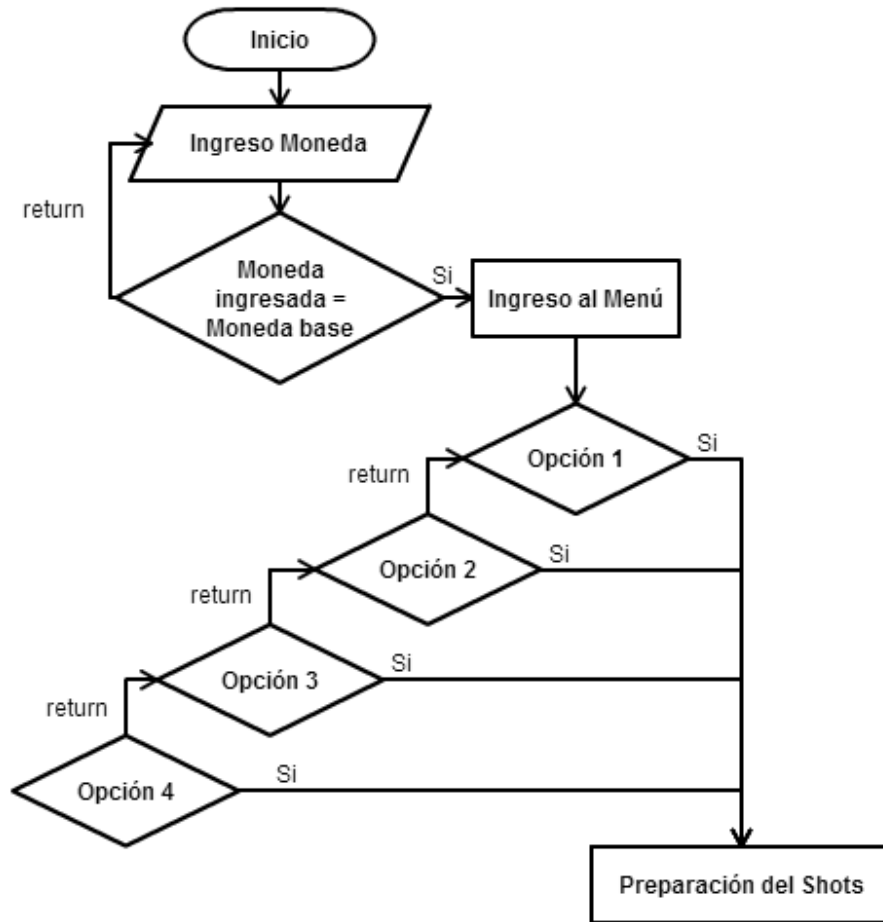 Inicio
Ingreso Moneda
return
Moneda
ingresada =
Moneda base
Si
Ingreso al Menú
Opción 1
Si
return
Opción 2
Si
return
Opción 3
Si
return
Opción 4
Si
Preparación del Shots